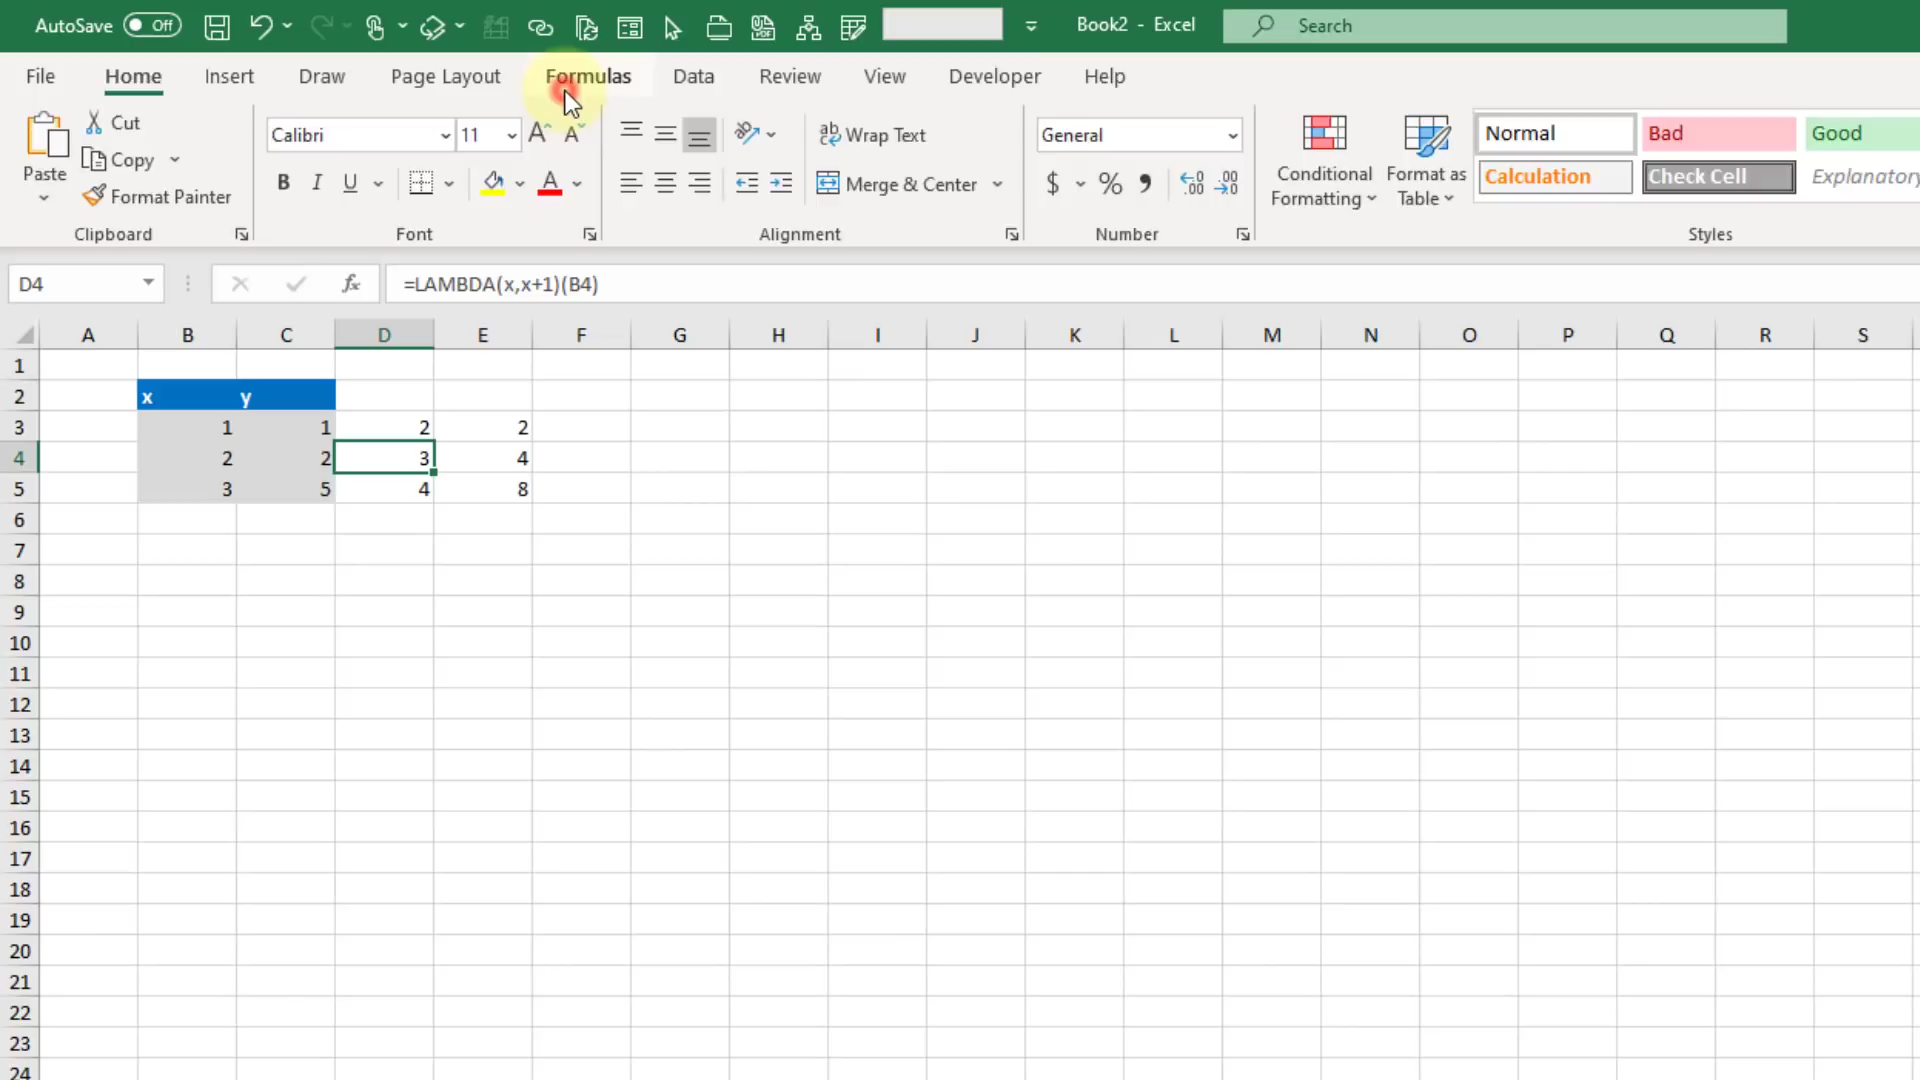 AutoSave Off Book2 - Excel Search
File Home Insert Draw Page Layout Formulas Data Review View Developer Help
Paste
Cut
Copy
Format Painter
Clipboard
Calibri 11
B I U
Font
Wrap Text
Merge & Center
Alignment
General
$ % ,
Number
Conditional Formatting
Format as Table
Normal Bad Good
Calculation Check Cell Explanatory
Styles
D4 fx =LAMBDA(x,x+1)(B4)
A B C D E F G H I J K L M N O P Q R S
1
2 x y
3 1 1 2 2
4 2 2 3 4
5 3 5 4 8
6
7
8
9
10
11
12
13
14
15
16
17
18
19
20
21
22
23
24